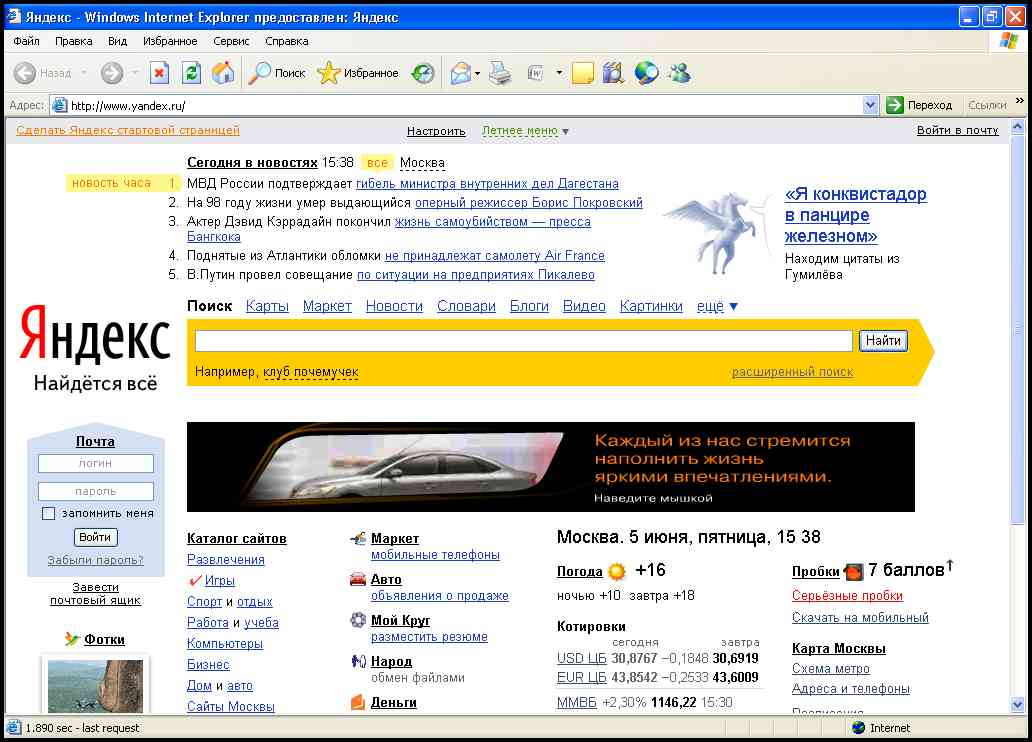 Яндекс - Windows Internet Explorer предоставлен: Яндекс
Файл Правка Вид Избранное Сервис Справка
Назад Поиск Избранное
Адрес: http://www.yandex.ru/ Переход Ссылки »
Сделать Яндекс стартовой страницей Настроить Летнее меню ▼ Войти в почту
Сегодня в новостях 15:38 все Москва
новость часа 1. МВД России подтверждает гибель министра внутренних дел Дагестана
2. На 98 году жизни умер выдающийся оперный режиссер Борис Покровский
3. Актер Дэвид Кэррадайн покончил жизнь самоубийством — пресса
Бангкока
4. Поднятые из Атлантики обломки не принадлежат самолету Air France
5. В.Путин провел совещание по ситуации на предприятиях Пикалево
«Я конквистадор
в панцире
железном»
Находим цитаты из
Гумилёва
Поиск Карты Маркет Новости Словари Блоги Видео Картинки ещё ▼
Яндекс
Найдётся всё
Найти
Например, клуб почемучек расширенный поиск
Почта
логин
пароль
запомнить меня
Войти
Забыли пароль?
Завести
почтовый ящик
Фотки
Каждый из нас стремится
наполнить жизнь
яркими впечатлениями.
Наведите мышкой
Каталог сайтов
Развлечения
Игры
Спорт и отдых
Работа и учеба
Компьютеры
Бизнес
Дом и авто
Сайты Москвы
Маркет
мобильные телефоны
Авто
объявления о продаже
Мой Круг
разместить резюме
Народ
обмен файлами
Деньги
Москва. 5 июня, пятница, 15 38
Погода +16
ночью +10 завтра +18
Котировки
сегодня завтра
USD ЦБ 30,8767 −0,1848 30,6919
EUR ЦБ 43,8542 −0,2533 43,6009
ММВБ +2,30% 1146,22 15:30
Пробки 7 баллов↑
Серьёзные пробки
Скачать на мобильный
Карта Москвы
Схема метро
Адреса и телефоны
1.890 sec - last request Internet